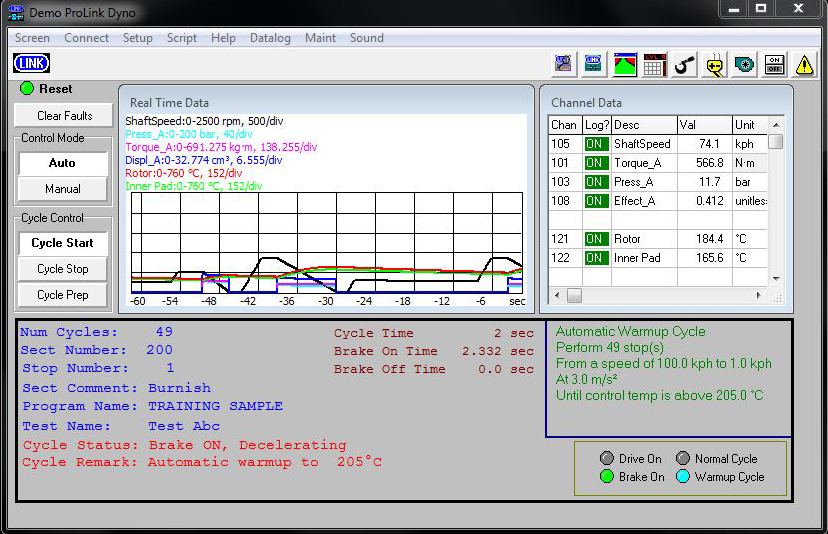 Demo ProLink Dyno
Screen Connect Setup Script Help Datalog Maint Sound
LINK
Reset
Clear Faults
Control Mode
Auto
Manual
Cycle Control
Cycle Start
Cycle Stop
Cycle Prep
Real Time Data
ShaftSpeed:0-2500 rpm, 500/div
Press_A:0-200 bar, 40/div
Torque_A:0-691.275 kg·m, 138.255/div
Displ_A:0-32.774 cm³, 6.555/div
Rotor:0-760 °C, 152/div
Inner Pad:0-760 °C, 152/div
-60 -54 -48 -42 -36 -30 -24 -18 -12 -6 sec
Channel Data
Chan Log? Desc Val Unit
105 ON ShaftSpeed 74.1 kph
101 ON Torque_A 566.8 N·m
103 ON Press_A 11.7 bar
108 ON Effect_A 0.412 unitles
121 ON Rotor 184.4 °C
122 ON Inner Pad 165.6 °C
ON
OFF
Num Cycles: 49
Sect Number: 200
Stop Number: 1
Sect Comment: Burnish
Program Name: TRAINING SAMPLE
Test Name: Test Abc
Cycle Status: Brake ON, Decelerating
Cycle Remark: Automatic warmup to 205°C
Cycle Time 2 sec
Brake On Time 2.332 sec
Brake Off Time 0.0 sec
Automatic Warmup Cycle
Perform 49 stop(s)
From a speed of 100.0 kph to 1.0 kph
At 3.0 m/s²
Until control temp is above 205.0 °C
Drive On Normal Cycle
Brake On Warmup Cycle